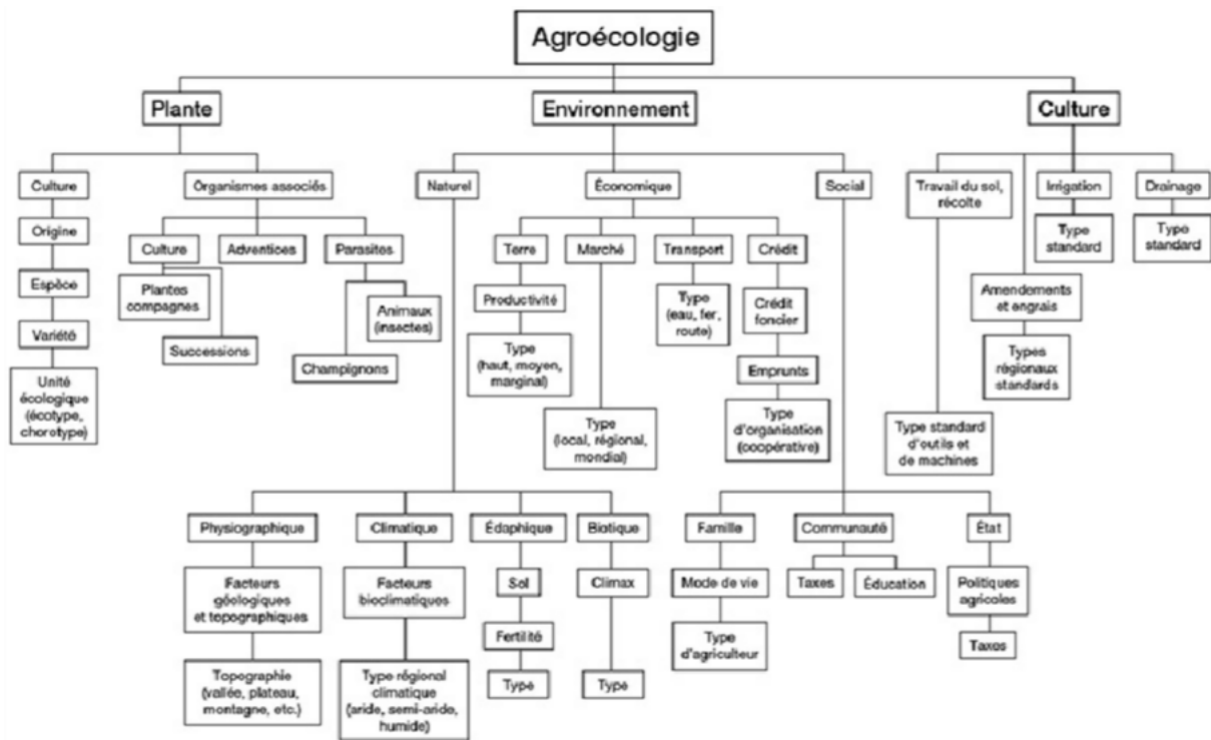 Agroécologie
Plante
Environnement
Culture
Culture
Organismes associés
Naturel
Économique
Social
Travail du sol,
récolte
Irrigation
Drainage
Origine
Culture
Adventices
Parasites
Terre
Marché
Transport
Crédit
Type
standard
Type
standard
Espèce
Plantes
compagnes
Animaux
(insectes)
Productivité
Type
(eau, fer,
route)
Crédit
foncier
Amendements
et engrais
Variété
Successions
Champignons
Type
(haut, moyen,
marginal)
Emprunts
Types
régionaux
standards
Unité
écologique
(écotype,
chorotype)
Type
(local, régional,
mondial)
Type
d'organisation
(coopérative)
Type standard
d'outils et
de machines
Physiographique
Climatique
Édaphique
Biotique
Famille
Communauté
État
Facteurs
géologiques
et topographiques
Facteurs
bioclimatiques
Sol
Climax
Mode de vie
Taxes
Éducation
Politiques
agricoles
Fertilité
Type
d'agriculteur
Taxes
Topographie
(vallée, plateau,
montagne, etc.)
Type régional
climatique
(aride, semi-aride,
humide)
Type
Type